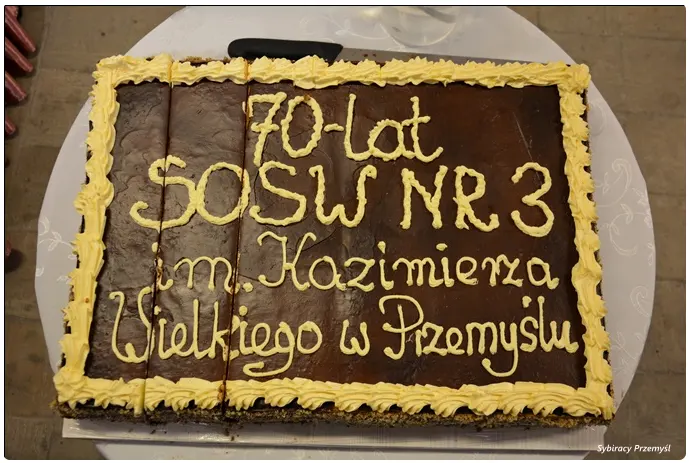 70-lat
SOSW NR 3
im. Kazimierza
Wielkiego w Przemyślu
Sybiracy Przemyśl